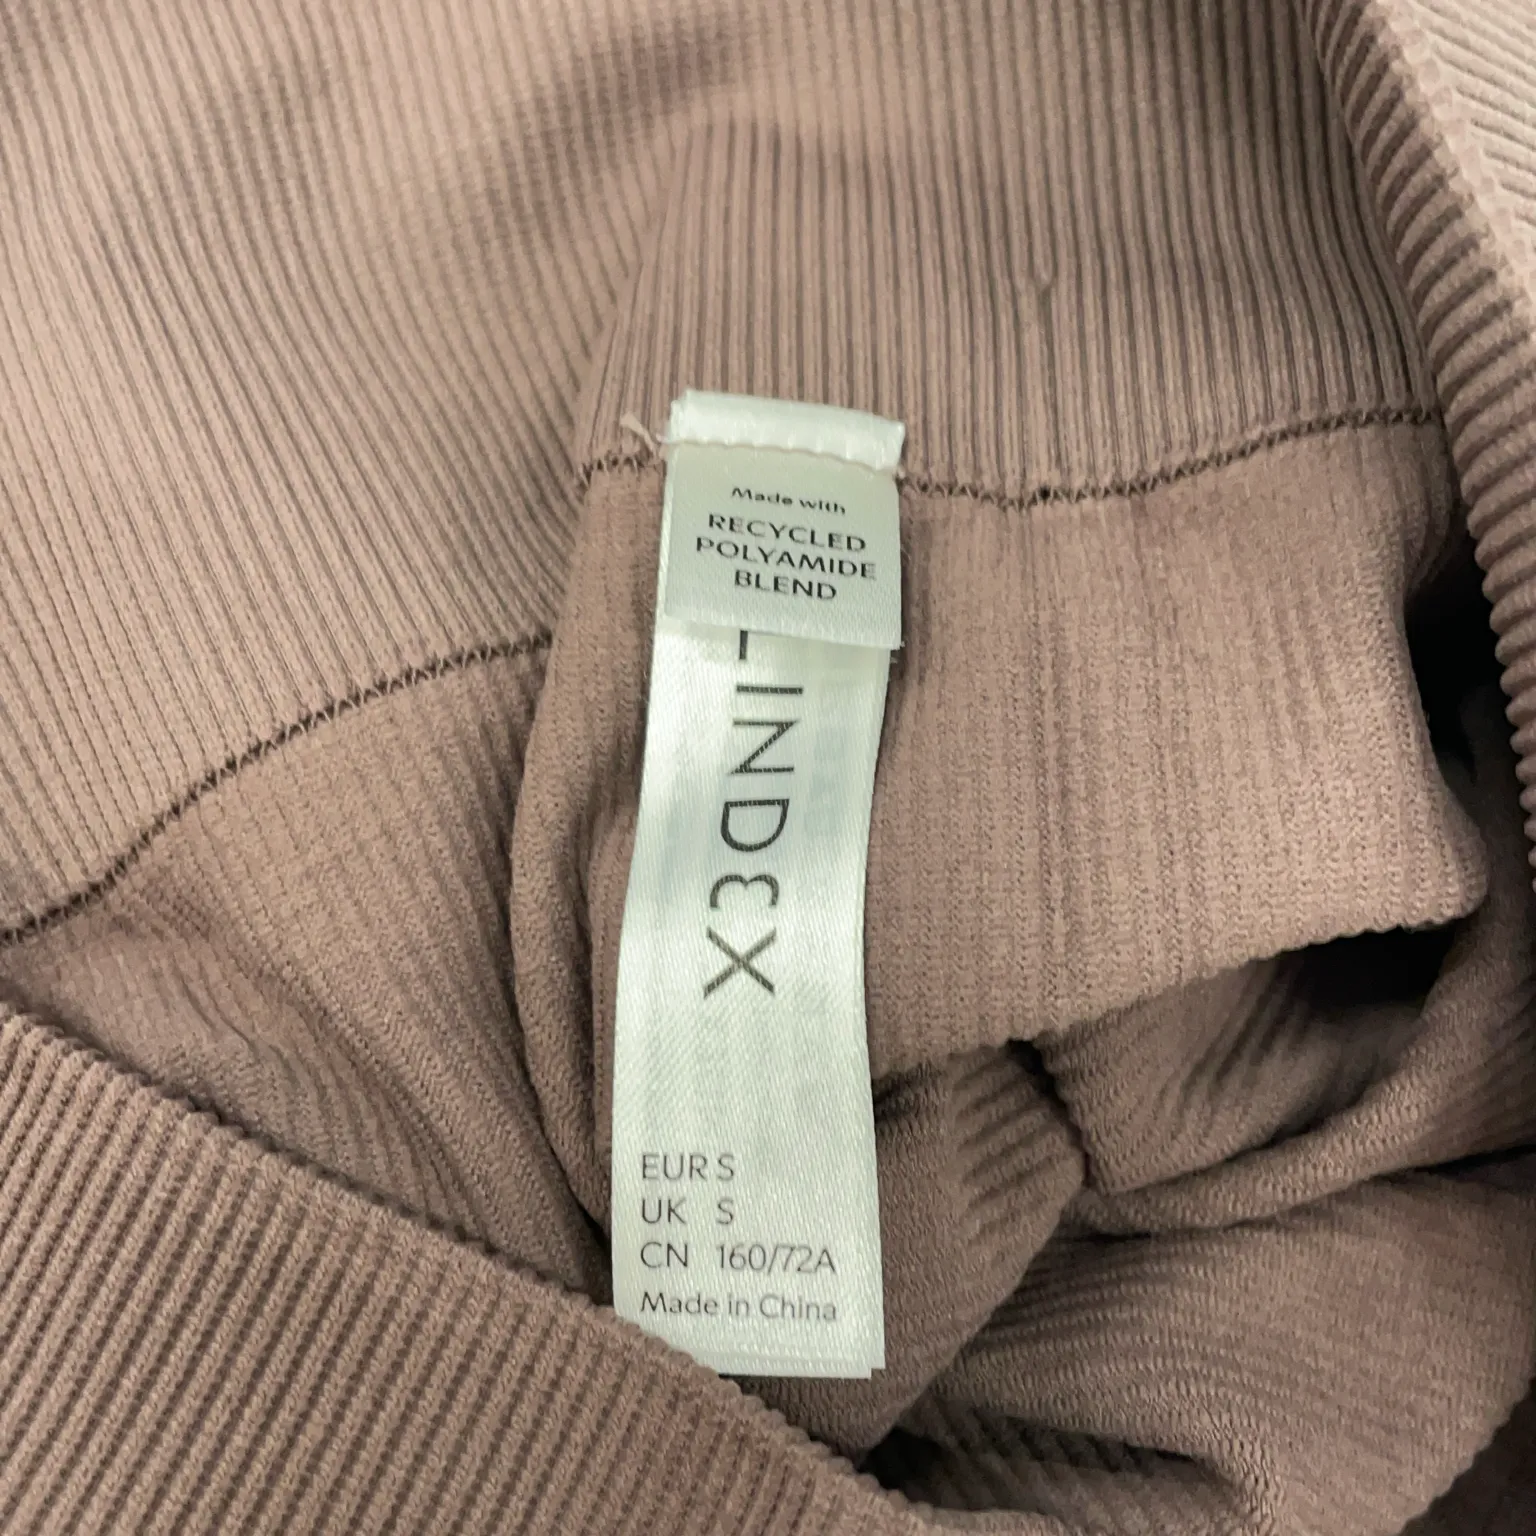 Made with
RECYCLED
POLYAMIDE
BLEND
LINDEX
EUR S
UK S
CN 160/72A
Made in China